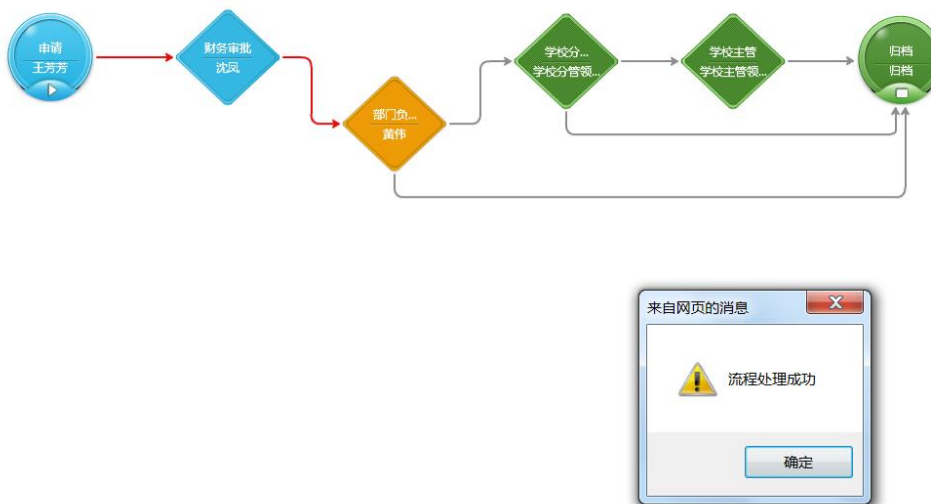 申请
王芳芳
财务审批
沈凤
部门负...
黄伟
学校分...
学校分管领...
学校主管
学校主管领...
归档
归档
来自网页的消息
流程处理成功
确定